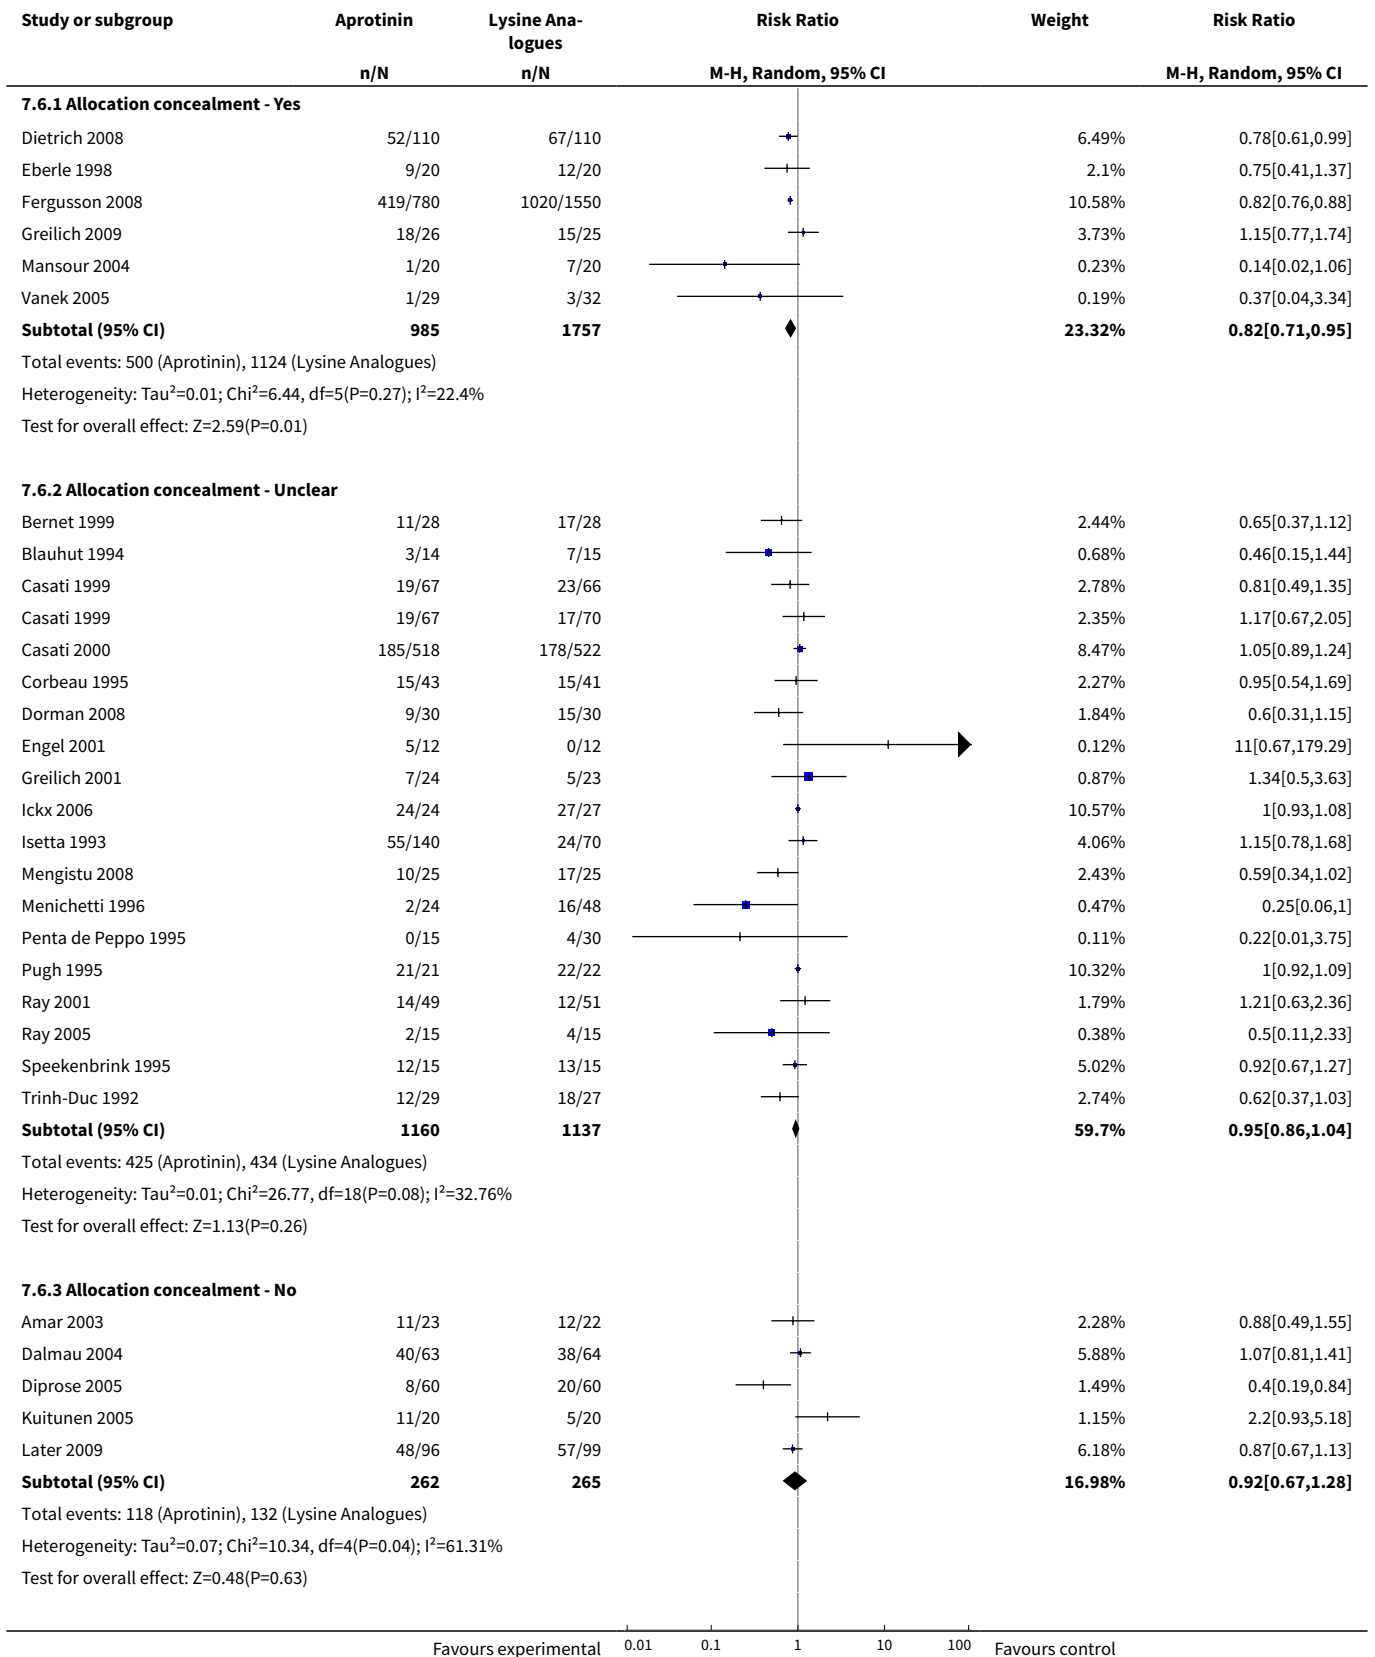 Study or subgroup Aprotinin Lysine Ana- Risk Ratio Weight Risk Ratio
logues
n/N n/N M-H, Random, 95% CI M-H, Random, 95% CI
7.6.1 Allocation concealment - Yes
Dietrich 2008 52/110 67/110 6.49% 0.78[0.61,0.99]
Eberle 1998 9/20 12/20 2.1% 0.75[0.41,1.37]
Fergusson 2008 419/780 1020/1550 10.58% 0.82[0.76,0.88]
Greilich 2009 18/26 15/25 3.73% 1.15[0.77,1.74]
Mansour 2004 1/20 7/20 0.23% 0.14[0.02,1.06]
Vanek 2005 1/29 3/32 0.19% 0.37[0.04,3.34]
Subtotal (95% CI) 985 1757 23.32% 0.82[0.71,0.95]
Total events: 500 (Aprotinin), 1124 (Lysine Analogues)
Heterogeneity: Tau²=0.01; Chi²=6.44, df=5(P=0.27); I²=22.4%
Test for overall effect: Z=2.59(P=0.01)
7.6.2 Allocation concealment - Unclear
Bernet 1999 11/28 17/28 2.44% 0.65[0.37,1.12]
Blauhut 1994 3/14 7/15 0.68% 0.46[0.15,1.44]
Casati 1999 19/67 23/66 2.78% 0.81[0.49,1.35]
Casati 1999 19/67 17/70 2.35% 1.17[0.67,2.05]
Casati 2000 185/518 178/522 8.47% 1.05[0.89,1.24]
Corbeau 1995 15/43 15/41 2.27% 0.95[0.54,1.69]
Dorman 2008 9/30 15/30 1.84% 0.6[0.31,1.15]
Engel 2001 5/12 0/12 0.12% 11[0.67,179.29]
Greilich 2001 7/24 5/23 0.87% 1.34[0.5,3.63]
Ickx 2006 24/24 27/27 10.57% 1[0.93,1.08]
Isetta 1993 55/140 24/70 4.06% 1.15[0.78,1.68]
Mengistu 2008 10/25 17/25 2.43% 0.59[0.34,1.02]
Menichetti 1996 2/24 16/48 0.47% 0.25[0.06,1]
Penta de Peppo 1995 0/15 4/30 0.11% 0.22[0.01,3.75]
Pugh 1995 21/21 22/22 10.32% 1[0.92,1.09]
Ray 2001 14/49 12/51 1.79% 1.21[0.63,2.36]
Ray 2005 2/15 4/15 0.38% 0.5[0.11,2.33]
Speekenbrink 1995 12/15 13/15 5.02% 0.92[0.67,1.27]
Trinh-Duc 1992 12/29 18/27 2.74% 0.62[0.37,1.03]
Subtotal (95% CI) 1160 1137 59.7% 0.95[0.86,1.04]
Total events: 425 (Aprotinin), 434 (Lysine Analogues)
Heterogeneity: Tau²=0.01; Chi²=26.77, df=18(P=0.08); I²=32.76%
Test for overall effect: Z=1.13(P=0.26)
7.6.3 Allocation concealment - No
Amar 2003 11/23 12/22 2.28% 0.88[0.49,1.55]
Dalmau 2004 40/63 38/64 5.88% 1.07[0.81,1.41]
Diprose 2005 8/60 20/60 1.49% 0.4[0.19,0.84]
Kuitunen 2005 11/20 5/20 1.15% 2.2[0.93,5.18]
Later 2009 48/96 57/99 6.18% 0.87[0.67,1.13]
Subtotal (95% CI) 262 265 16.98% 0.92[0.67,1.28]
Total events: 118 (Aprotinin), 132 (Lysine Analogues)
Heterogeneity: Tau²=0.07; Chi²=10.34, df=4(P=0.04); I²=61.31%
Test for overall effect: Z=0.48(P=0.63)
Favours experimental 0.01 0.1 1 10 100 Favours control